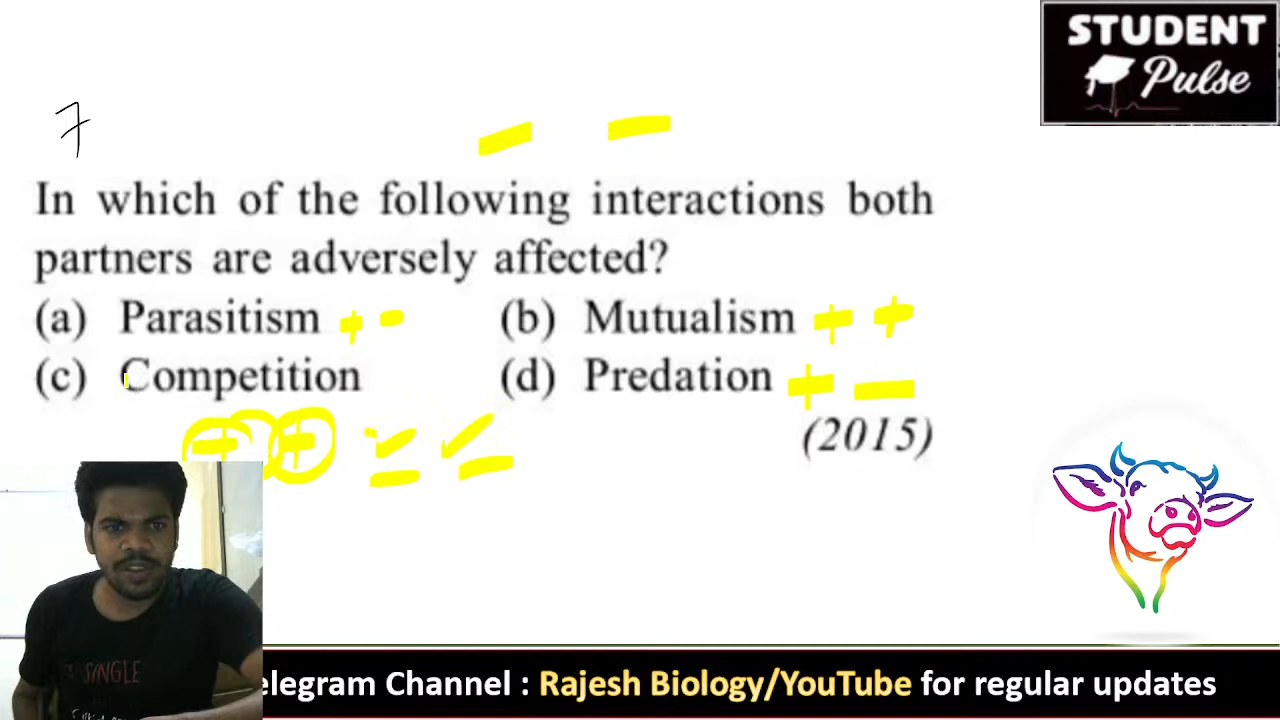 STUDENT
Pulse
7
In which of the following interactions both
partners are adversely affected?
(a) Parasitism + -
(b) Mutualism + +
(c) Competition
(d) Predation + -
+ +
(2015)
SINGLE
elegram Channel : Rajesh Biology/YouTube for regular updates